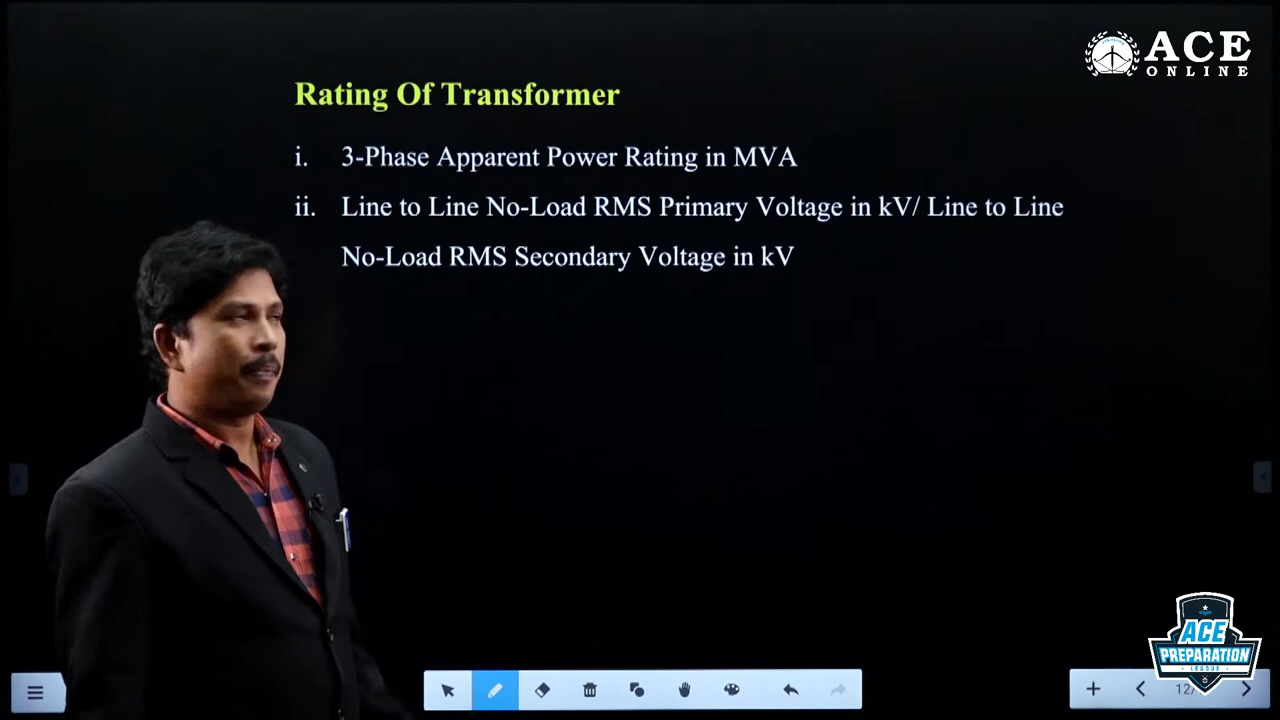 ACE
ONLINE
Rating Of Transformer
i. 3-Phase Apparent Power Rating in MVA
ii. Line to Line No-Load RMS Primary Voltage in kV/ Line to Line
No-Load RMS Secondary Voltage in kV
ACE
PREPARATION
LEAGUE